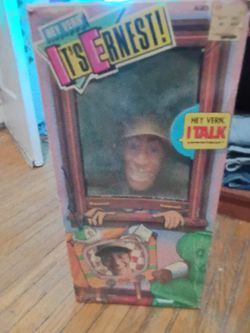 HEY VERN,
IT'S ERNEST!
HEY VERN,
I TALK